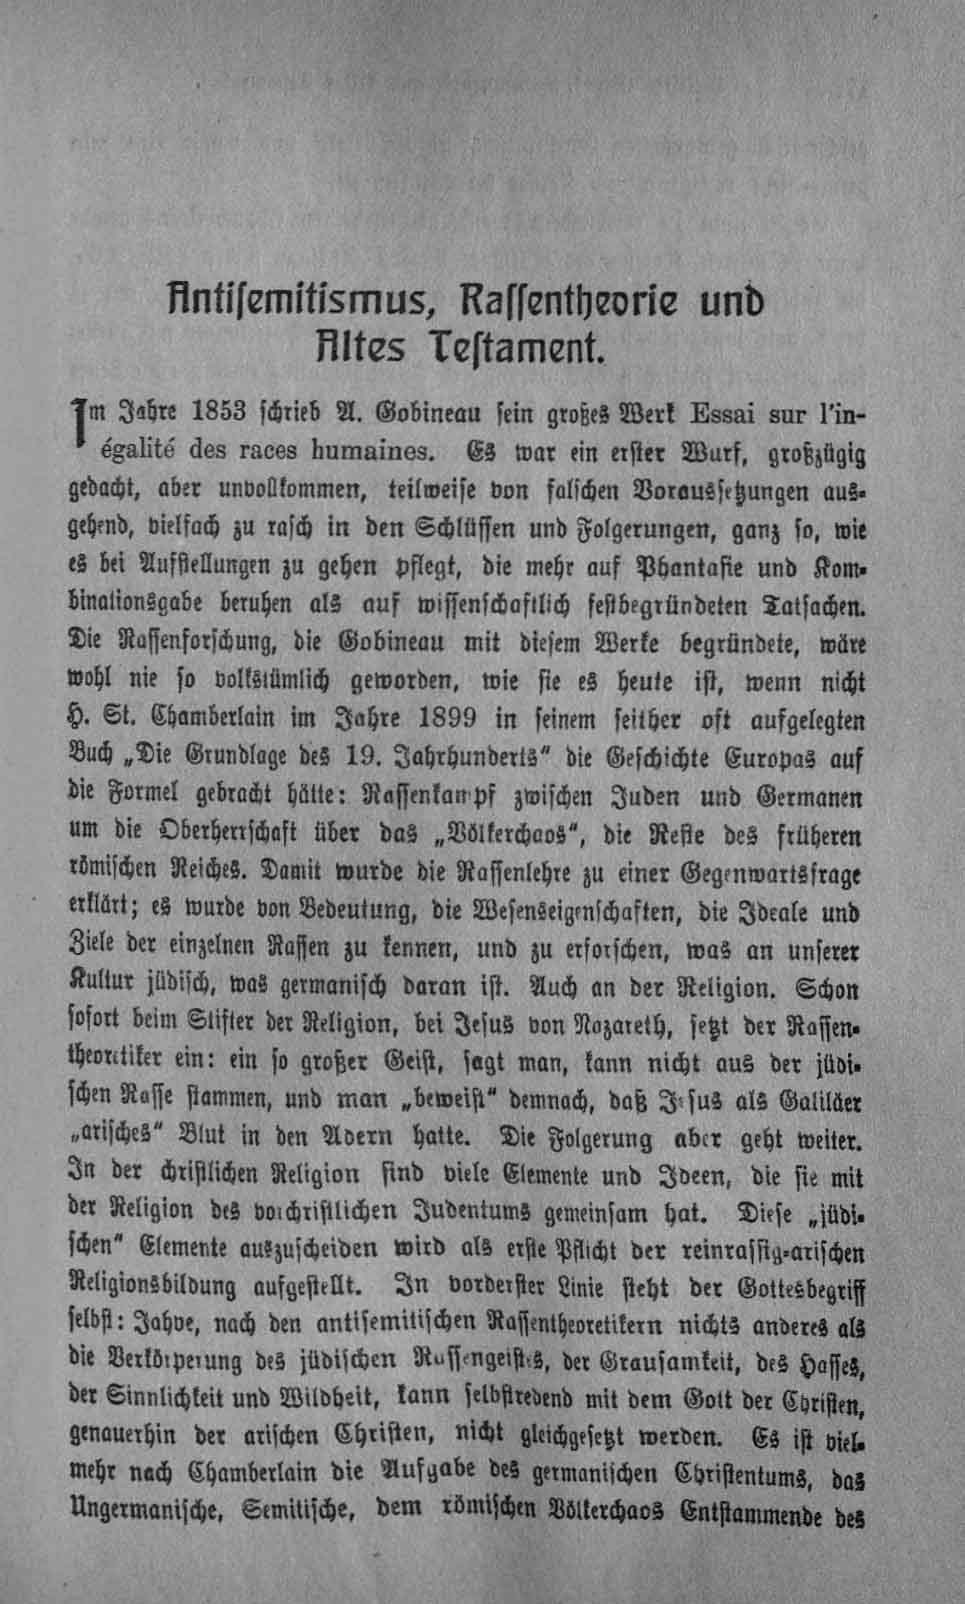 Antisemitismus, Rassentheorie und
Altes Testament.
Im Jahre 1853 schrieb A. Gobineau sein großes Werk Essai sur l'in-
égalité des races humaines. Es war ein erster Wurf, großzügig
gedacht, aber unvollkommen, teilweise von falschen Voraussetzungen aus-
gehend, vielfach zu rasch in den Schlüssen und Folgerungen, ganz so, wie
es bei Aufstellungen zu gehen pflegt, die mehr auf Phantasie und Kom-
binationsgabe beruhen als auf wissenschaftlich festbegründeten Tatsachen.
Die Rassenforschung, die Gobineau mit diesem Werke begründete, wäre
wohl nie so volkstümlich geworden, wie sie es heute ist, wenn nicht
H. St. Chamberlain im Jahre 1899 in seinem seither oft aufgelegten
Buch „Die Grundlage des 19. Jahrhunderts“ die Geschichte Europas auf
die Formel gebracht hätte: Rassenkampf zwischen Juden und Germanen
um die Oberherrschaft über das „Völkerchaos“, die Reste des früheren
römischen Reiches. Damit wurde die Rassenlehre zu einer Gegenwartsfrage
erklärt; es wurde von Bedeutung, die Wesenseigenschaften, die Ideale und
Ziele der einzelnen Rassen zu kennen, und zu erforschen, was an unserer
Kultur jüdisch, was germanisch daran ist. Auch an der Religion. Schon
sofort beim Stifter der Religion, bei Jesus von Nazareth, setzt der Rassen-
theoretiker ein: ein so großer Geist, sagt man, kann nicht aus der jüdi-
schen Rasse stammen, und man „beweist“ demnach, daß Jesus als Galiläer
„arisches“ Blut in den Adern hatte. Die Folgerung aber geht weiter.
In der christlichen Religion sind viele Elemente und Ideen, die sie mit
der Religion des vorchristlichen Judentums gemeinsam hat. Diese „jüdi-
schen“ Elemente auszuscheiden wird als erste Pflicht der reinrassig-arischen
Religionsbildung aufgestellt. In vorderster Linie steht der Gottesbegriff
selbst: Jahve, nach den antisemitischen Rassentheoretikern nichts anderes als
die Verkörperung des jüdischen Rassengeistes, der Grausamkeit, des Hasses,
der Sinnlichkeit und Wildheit, kann selbstredend mit dem Gott der Christen,
genauerhin der arischen Christen, nicht gleichgesetzt werden. Es ist viel-
mehr nach Chamberlain die Aufgabe des germanischen Christentums, das
Ungermanische, Semitische, dem römischen Völkerchaos Entstammende des